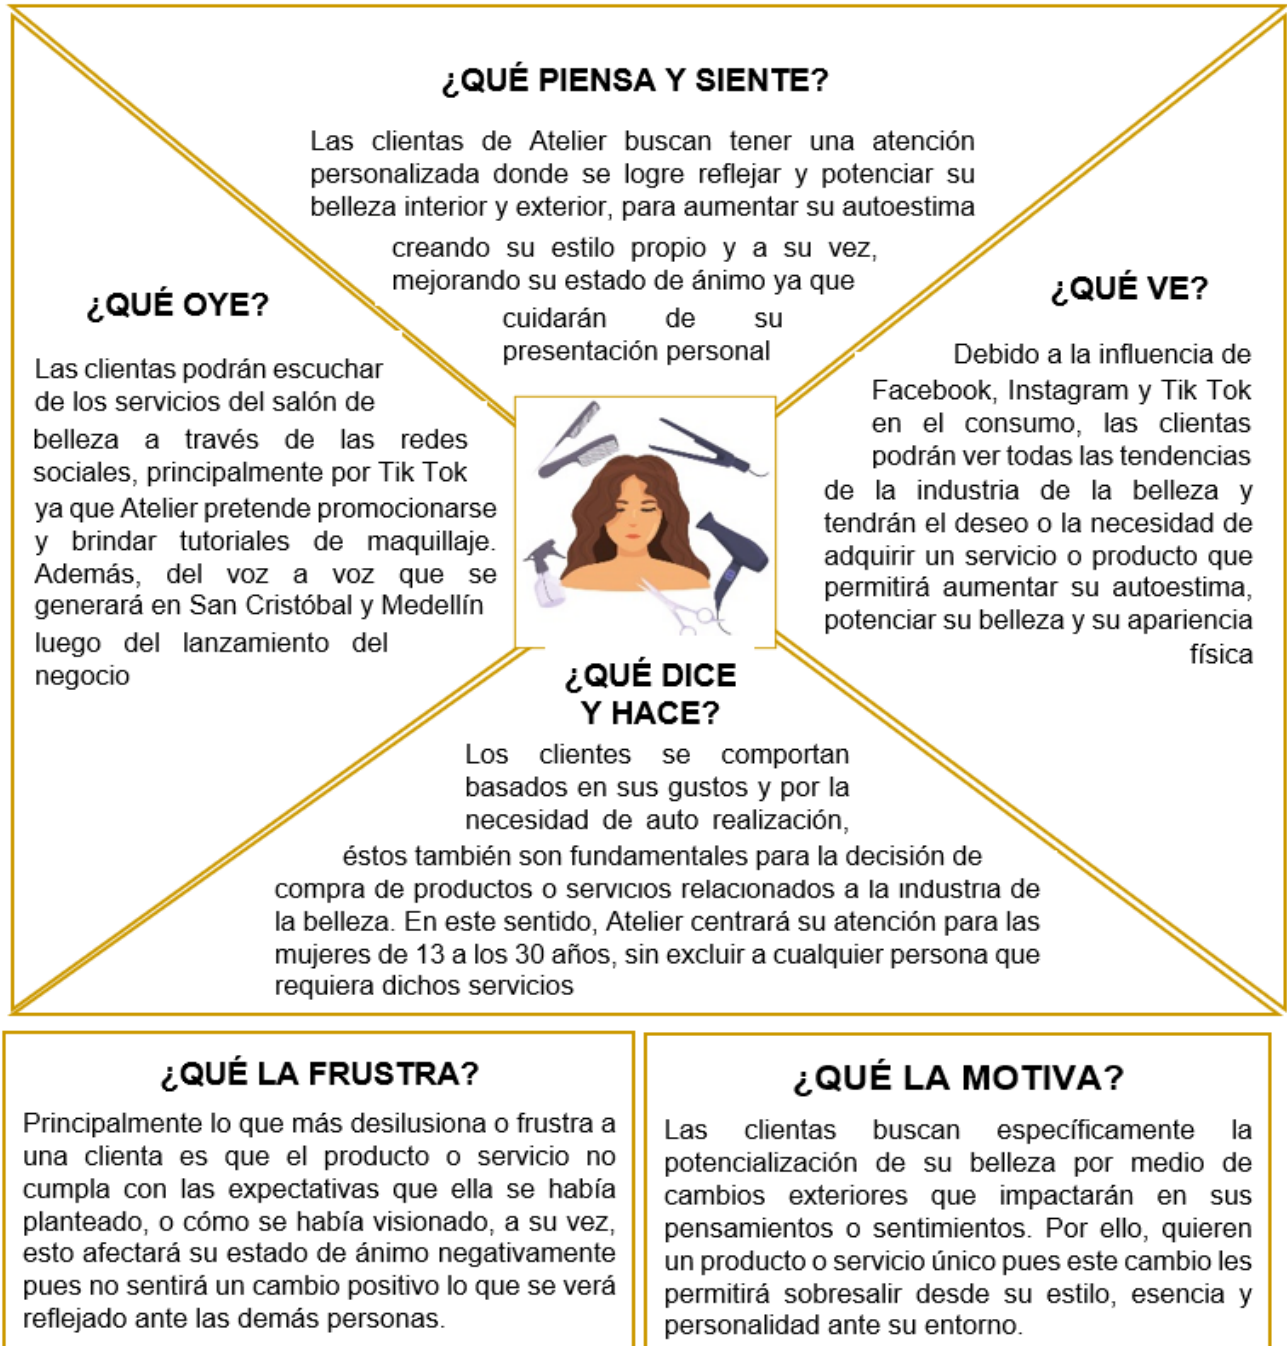 ¿QUÉ PIENSA Y SIENTE?
Las clientas de Atelier buscan tener una atención
personalizada donde se logre reflejar y potenciar su
belleza interior y exterior, para aumentar su autoestima
creando su estilo propio y a su vez,
mejorando su estado de ánimo ya que
cuidarán de su
presentación personal
¿QUÉ OYE?
Las clientas podrán escuchar
de los servicios del salón de
belleza a través de las redes
sociales, principalmente por Tik Tok
ya que Atelier pretende promocionarse
y brindar tutoriales de maquillaje.
Además, del voz a voz que se
generará en San Cristóbal y Medellín
luego del lanzamiento del
negocio
¿QUÉ VE?
Debido a la influencia de
Facebook, Instagram y Tik Tok
en el consumo, las clientas
podrán ver todas las tendencias
de la industria de la belleza y
tendrán el deseo o la necesidad de
adquirir un servicio o producto que
permitirá aumentar su autoestima,
potenciar su belleza y su apariencia
física
¿QUÉ DICE
Y HACE?
Los clientes se comportan
basados en sus gustos y por la
necesidad de auto realización,
éstos también son fundamentales para la decisión de
compra de productos o servicios relacionados a la industria de
la belleza. En este sentido, Atelier centrará su atención para las
mujeres de 13 a los 30 años, sin excluir a cualquier persona que
requiera dichos servicios
¿QUÉ LA FRUSTRA?
Principalmente lo que más desilusiona o frustra a
una clienta es que el producto o servicio no
cumpla con las expectativas que ella se había
planteado, o cómo se había visionado, a su vez,
esto afectará su estado de ánimo negativamente
pues no sentirá un cambio positivo lo que se verá
reflejado ante las demás personas.
¿QUÉ LA MOTIVA?
Las clientas buscan específicamente la
potencialización de su belleza por medio de
cambios exteriores que impactarán en sus
pensamientos o sentimientos. Por ello, quieren
un producto o servicio único pues este cambio les
permitirá sobresalir desde su estilo, esencia y
personalidad ante su entorno.